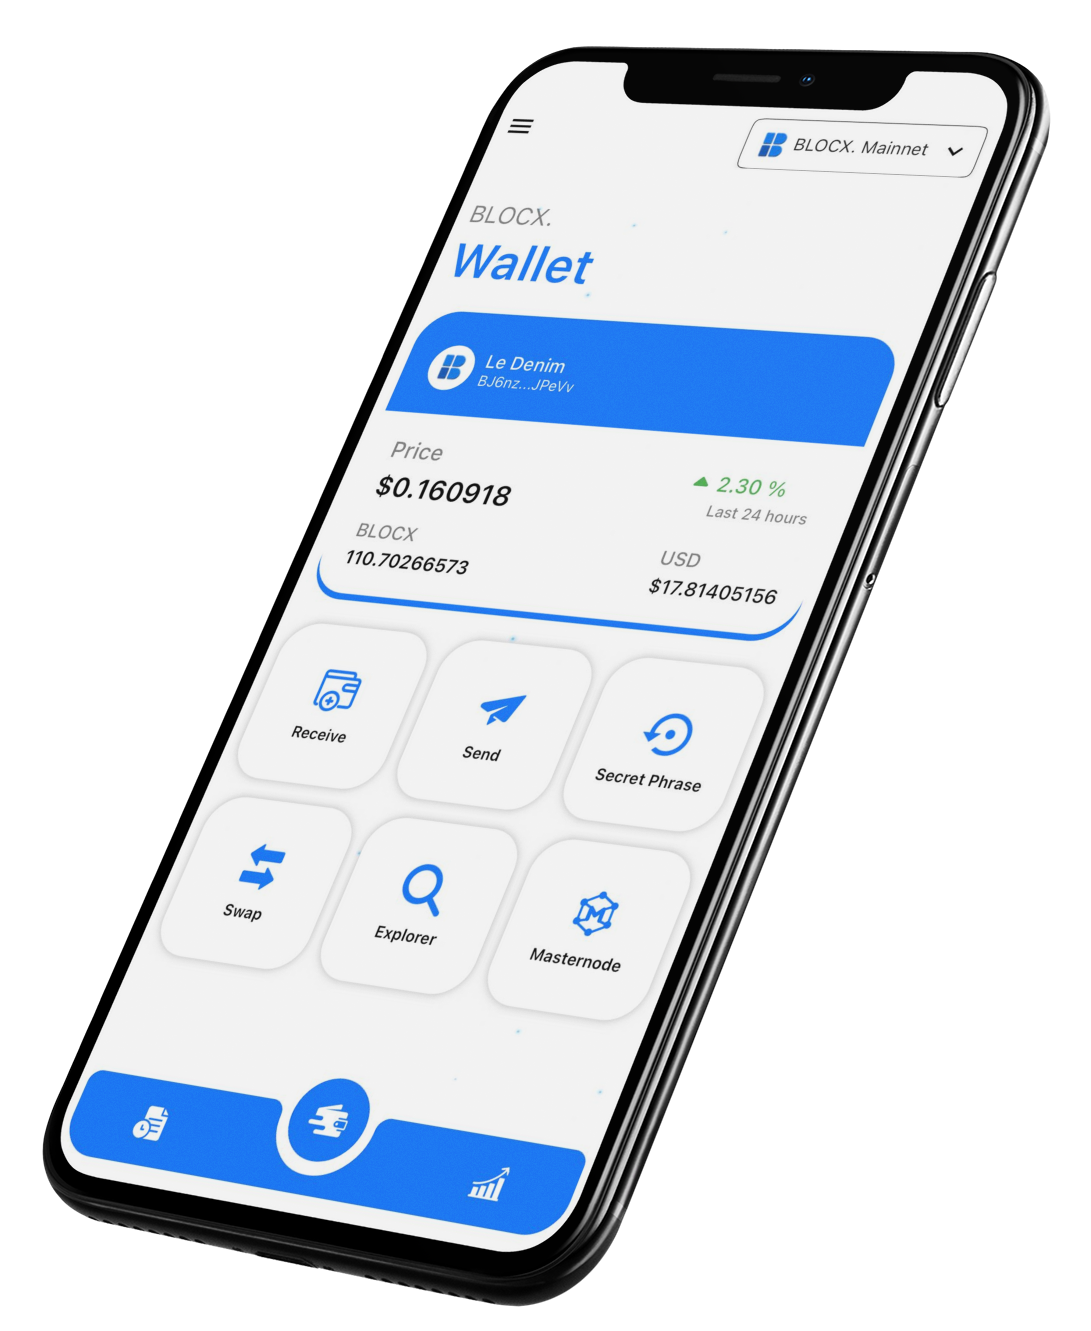 BLOCX. Mainnet
BLOCX.
Wallet
Le Denim
BJ6nz...JPeVv
Price
$0.160918
2.30 %
Last 24 hours
BLOCX
110.70266573
USD
$17.81405156
Receive
Send
Secret Phrase
Swap
Explorer
Masternode